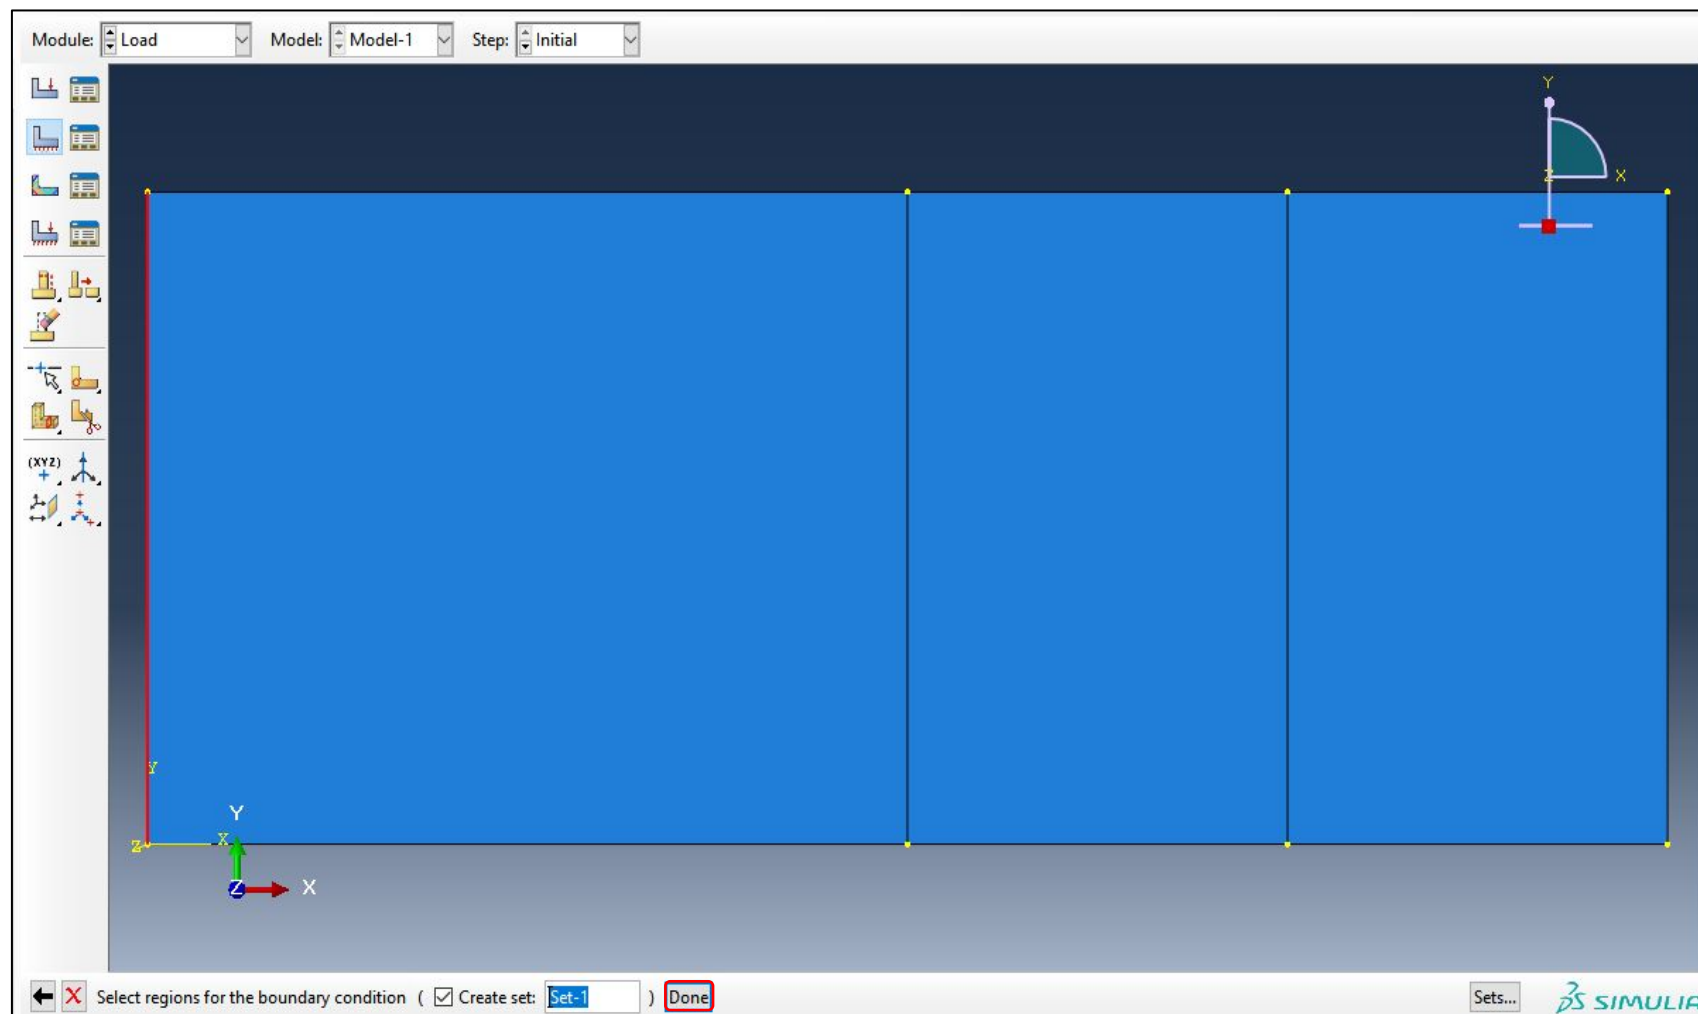 Module: Load Model: Model-1 Step: Initial
Y
Z X
(XYZ)
Y
Y
Z X
Z X
Select regions for the boundary condition ( Create set: Set-1 ) Done Sets... SIMULIA